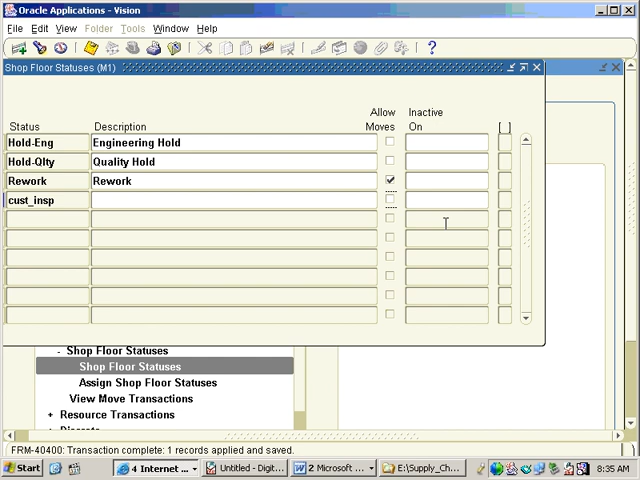 Oracle Applications - Vision
File Edit View Folder Tools Window Help
Shop Floor Statuses (M1)
Allow Inactive
Status Description Moves On [ ]
Hold-Eng Engineering Hold
Hold-Qlty Quality Hold
Rework Rework
cust_insp
- Shop Floor Statuses
Shop Floor Statuses
Assign Shop Floor Statuses
View Move Transactions
+ Resource Transactions
FRM-40400: Transaction complete: 1 records applied and saved.
Start 4 Internet ... Untitled - Digit... 2 Microsoft ... E:\Supply_Ch... 8:35 AM